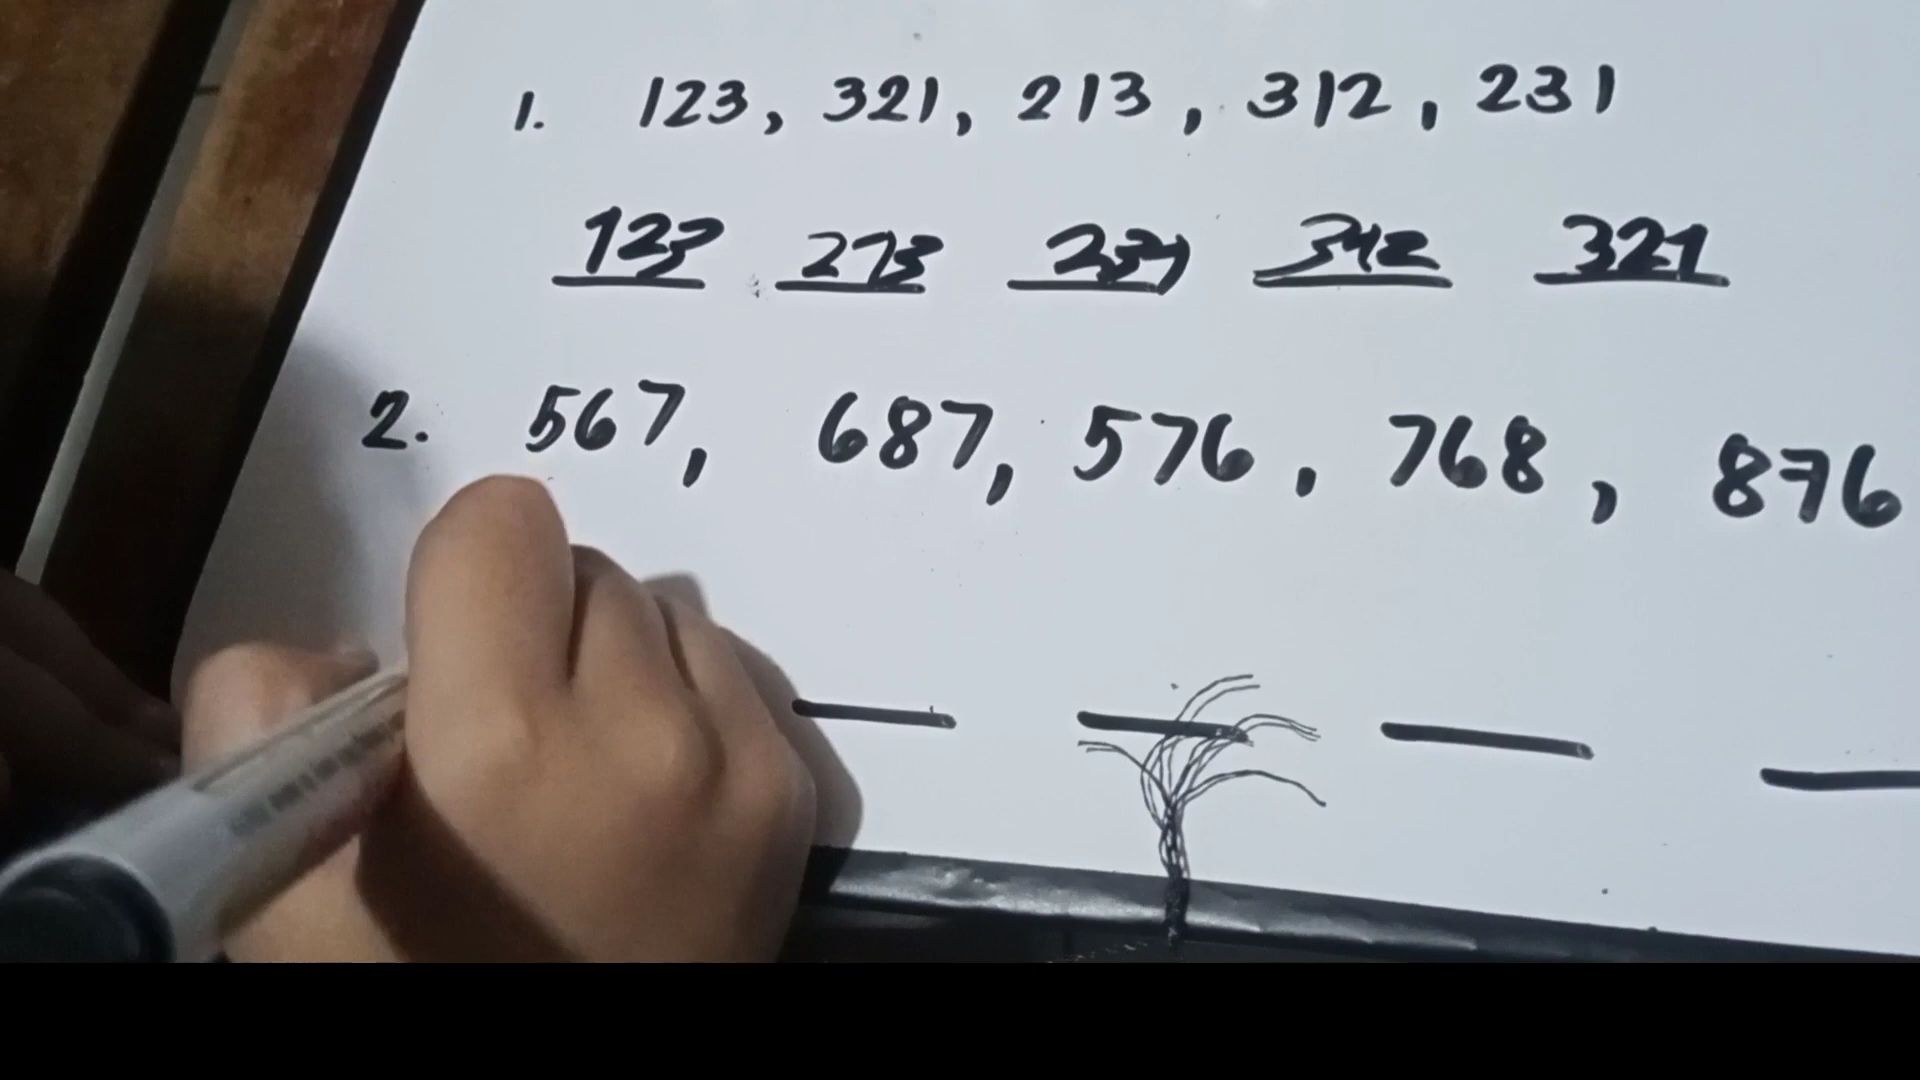 1. 123, 321, 213, 312, 231
123 213 231 312 321
2. 567, 687, 576, 768, 876